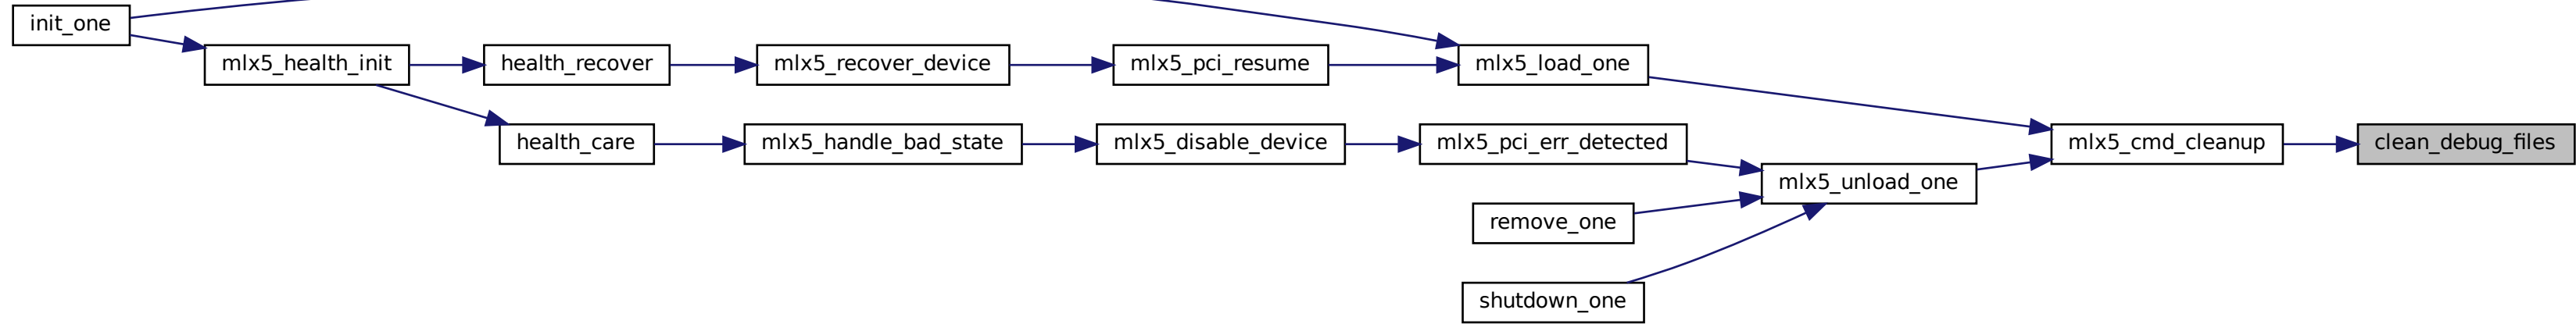 init_one
mlx5_health_init
health_recover
mlx5_recover_device
mlx5_pci_resume
mlx5_load_one
health_care
mlx5_handle_bad_state
mlx5_disable_device
mlx5_pci_err_detected
mlx5_cmd_cleanup
clean_debug_files
mlx5_unload_one
remove_one
shutdown_one